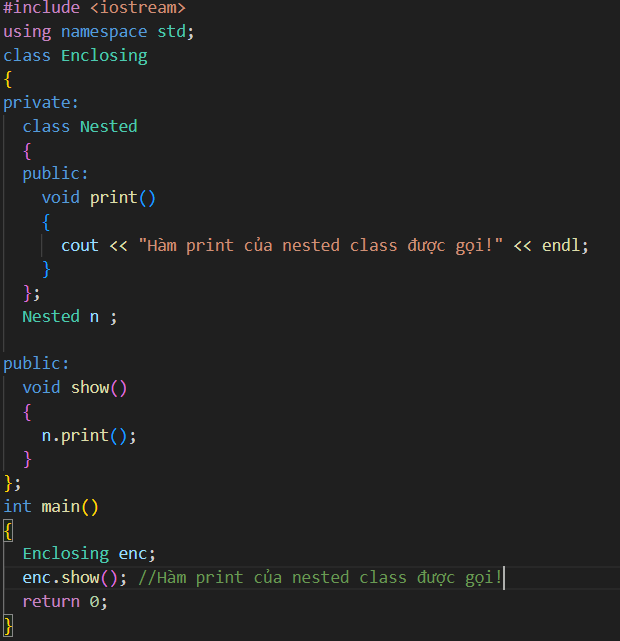 #include <iostream>
using namespace std;
class Enclosing
{
private:
  class Nested
  {
  public:
    void print()
    {
      cout << "Hàm print của nested class được gọi!" << endl;
    }
  };
  Nested n ;

public:
  void show()
  {
    n.print();
  }
};
int main()
{
  Enclosing enc;
  enc.show(); //Hàm print của nested class được gọi!
  return 0;
}